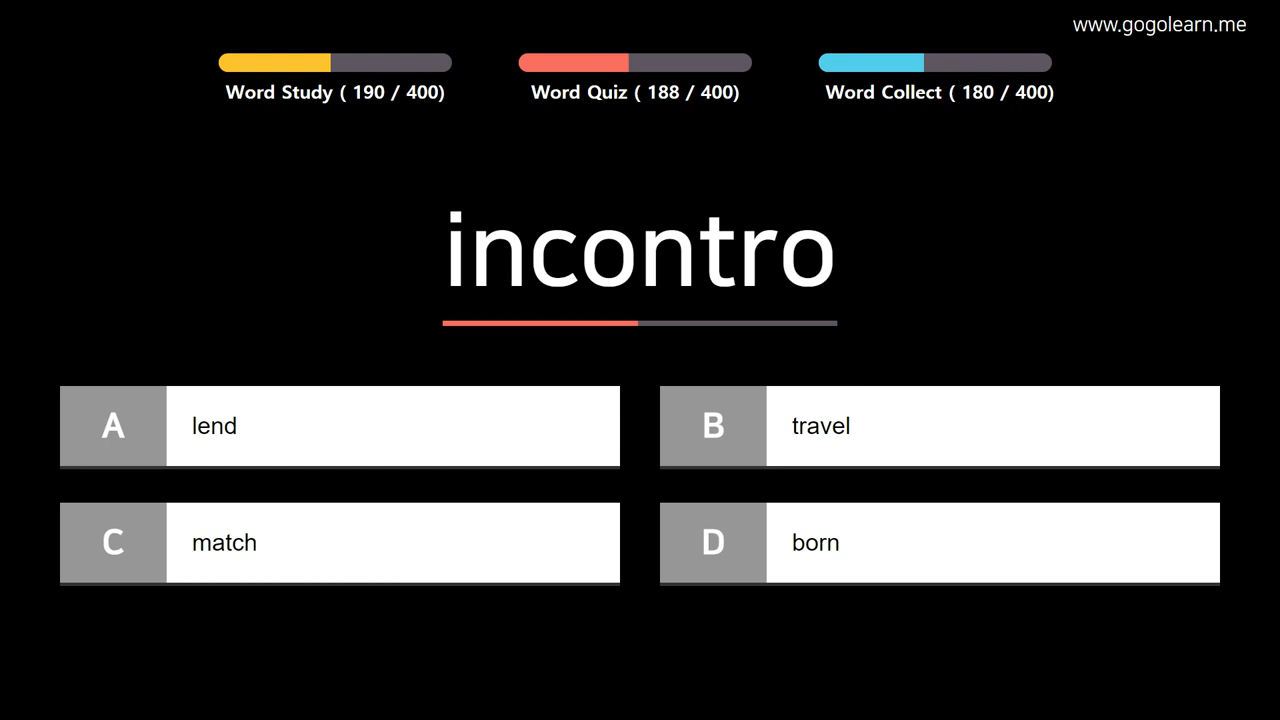 www.gogolearn.me
Word Study ( 190 / 400)
Word Quiz ( 188 / 400)
Word Collect ( 180 / 400)
incontro
A lend
B travel
C match
D born